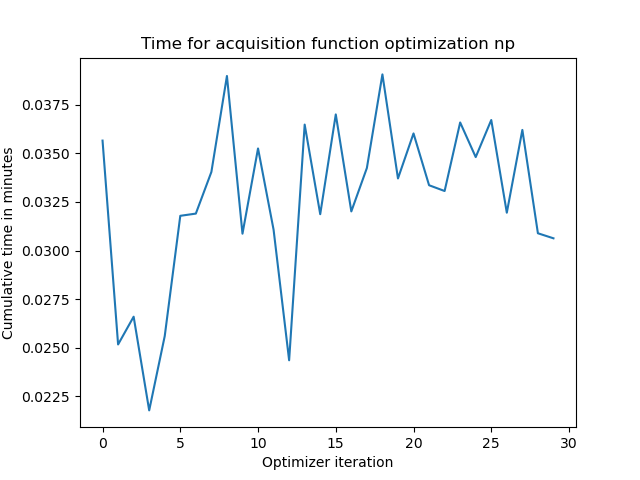 Time for acquisition function optimization np
Cumulative time in minutes
0.0375
0.0350
0.0325
0.0300
0.0275
0.0250
0.0225
0 5 10 15 20 25 30
Optimizer iteration